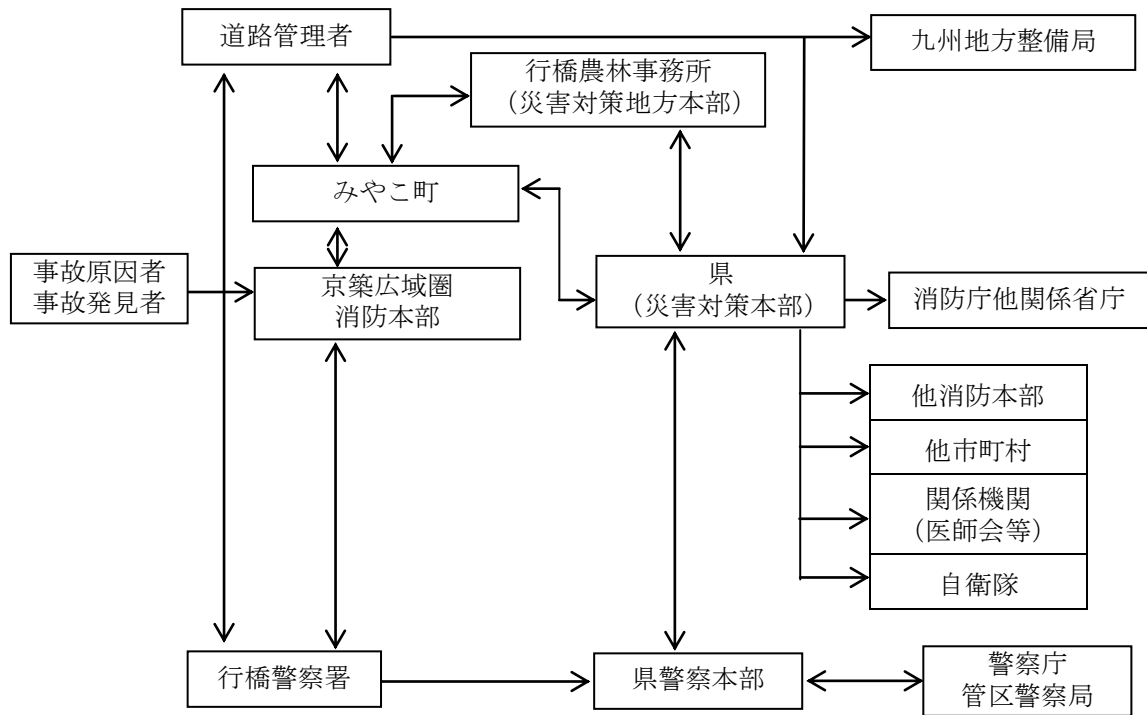 道路管理者
九州地方整備局
行橋農林事務所
（災害対策地方本部）
みやこ町
事故原因者
事故発見者
京築広域圏
消防本部
県
（災害対策本部）
消防庁他関係省庁
他消防本部
他市町村
関係機関
（医師会等）
自衛隊
行橋警察署
県警察本部
警察庁
管区警察局